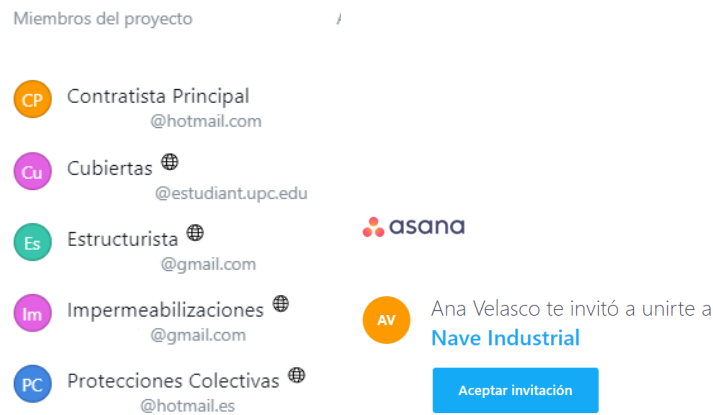 Miembros del proyecto
CP
Contratista Principal
@hotmail.com
Cu
Cubiertas
@estudiant.upc.edu
Es
Estructurista
@gmail.com
Im
Impermeabilizaciones
@gmail.com
PC
Protecciones Colectivas
@hotmail.es
asana
AV
Ana Velasco te invitó a unirte a
Nave Industrial
Aceptar invitación